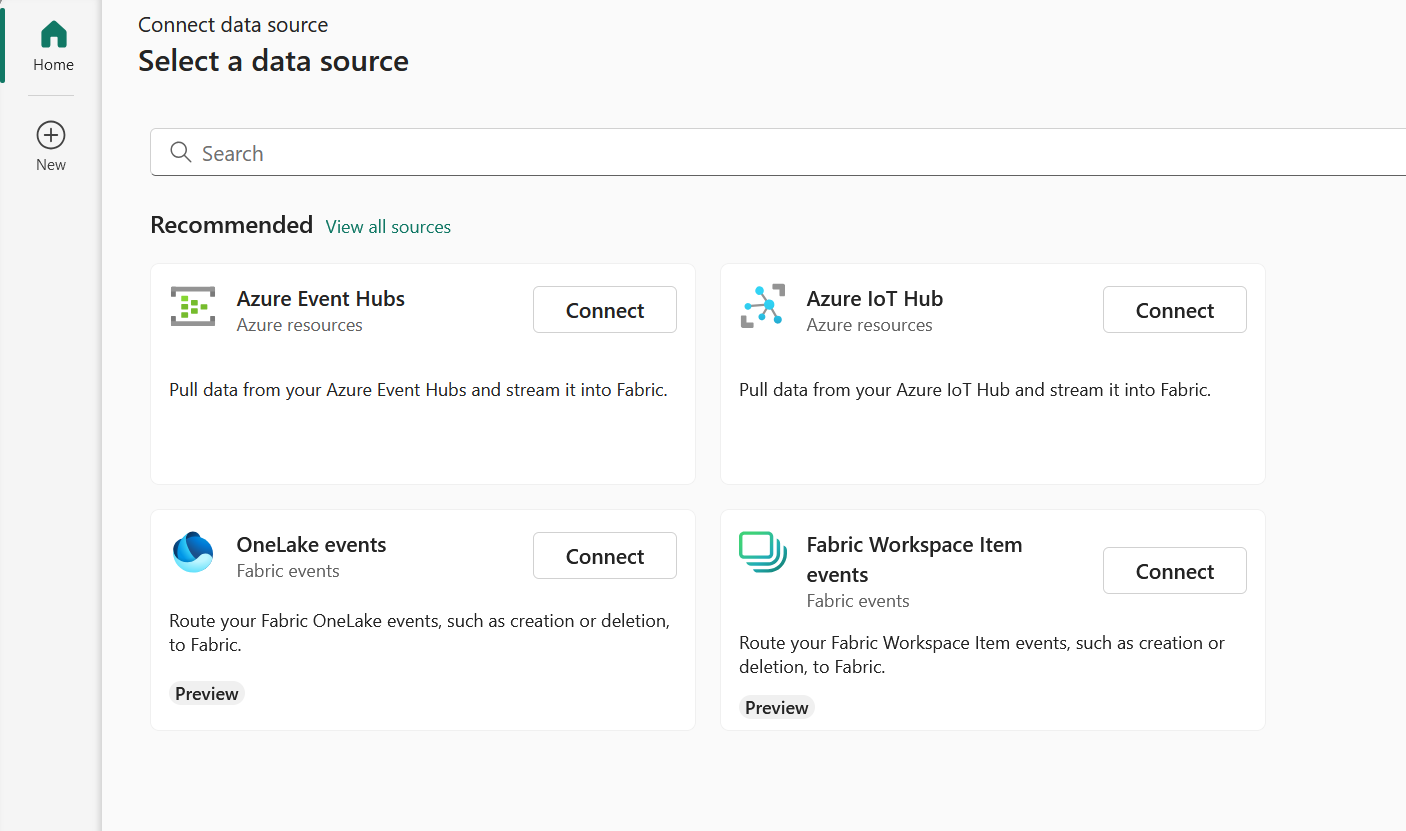 Home
New
Connect data source
Select a data source
Search
Recommended View all sources
Azure Event Hubs
Azure resources
Connect
Pull data from your Azure Event Hubs and stream it into Fabric.
Azure IoT Hub
Azure resources
Connect
Pull data from your Azure IoT Hub and stream it into Fabric.
OneLake events
Fabric events
Connect
Route your Fabric OneLake events, such as creation or deletion,
to Fabric.
Preview
Fabric Workspace Item
events
Fabric events
Connect
Route your Fabric Workspace Item events, such as creation or
deletion, to Fabric.
Preview